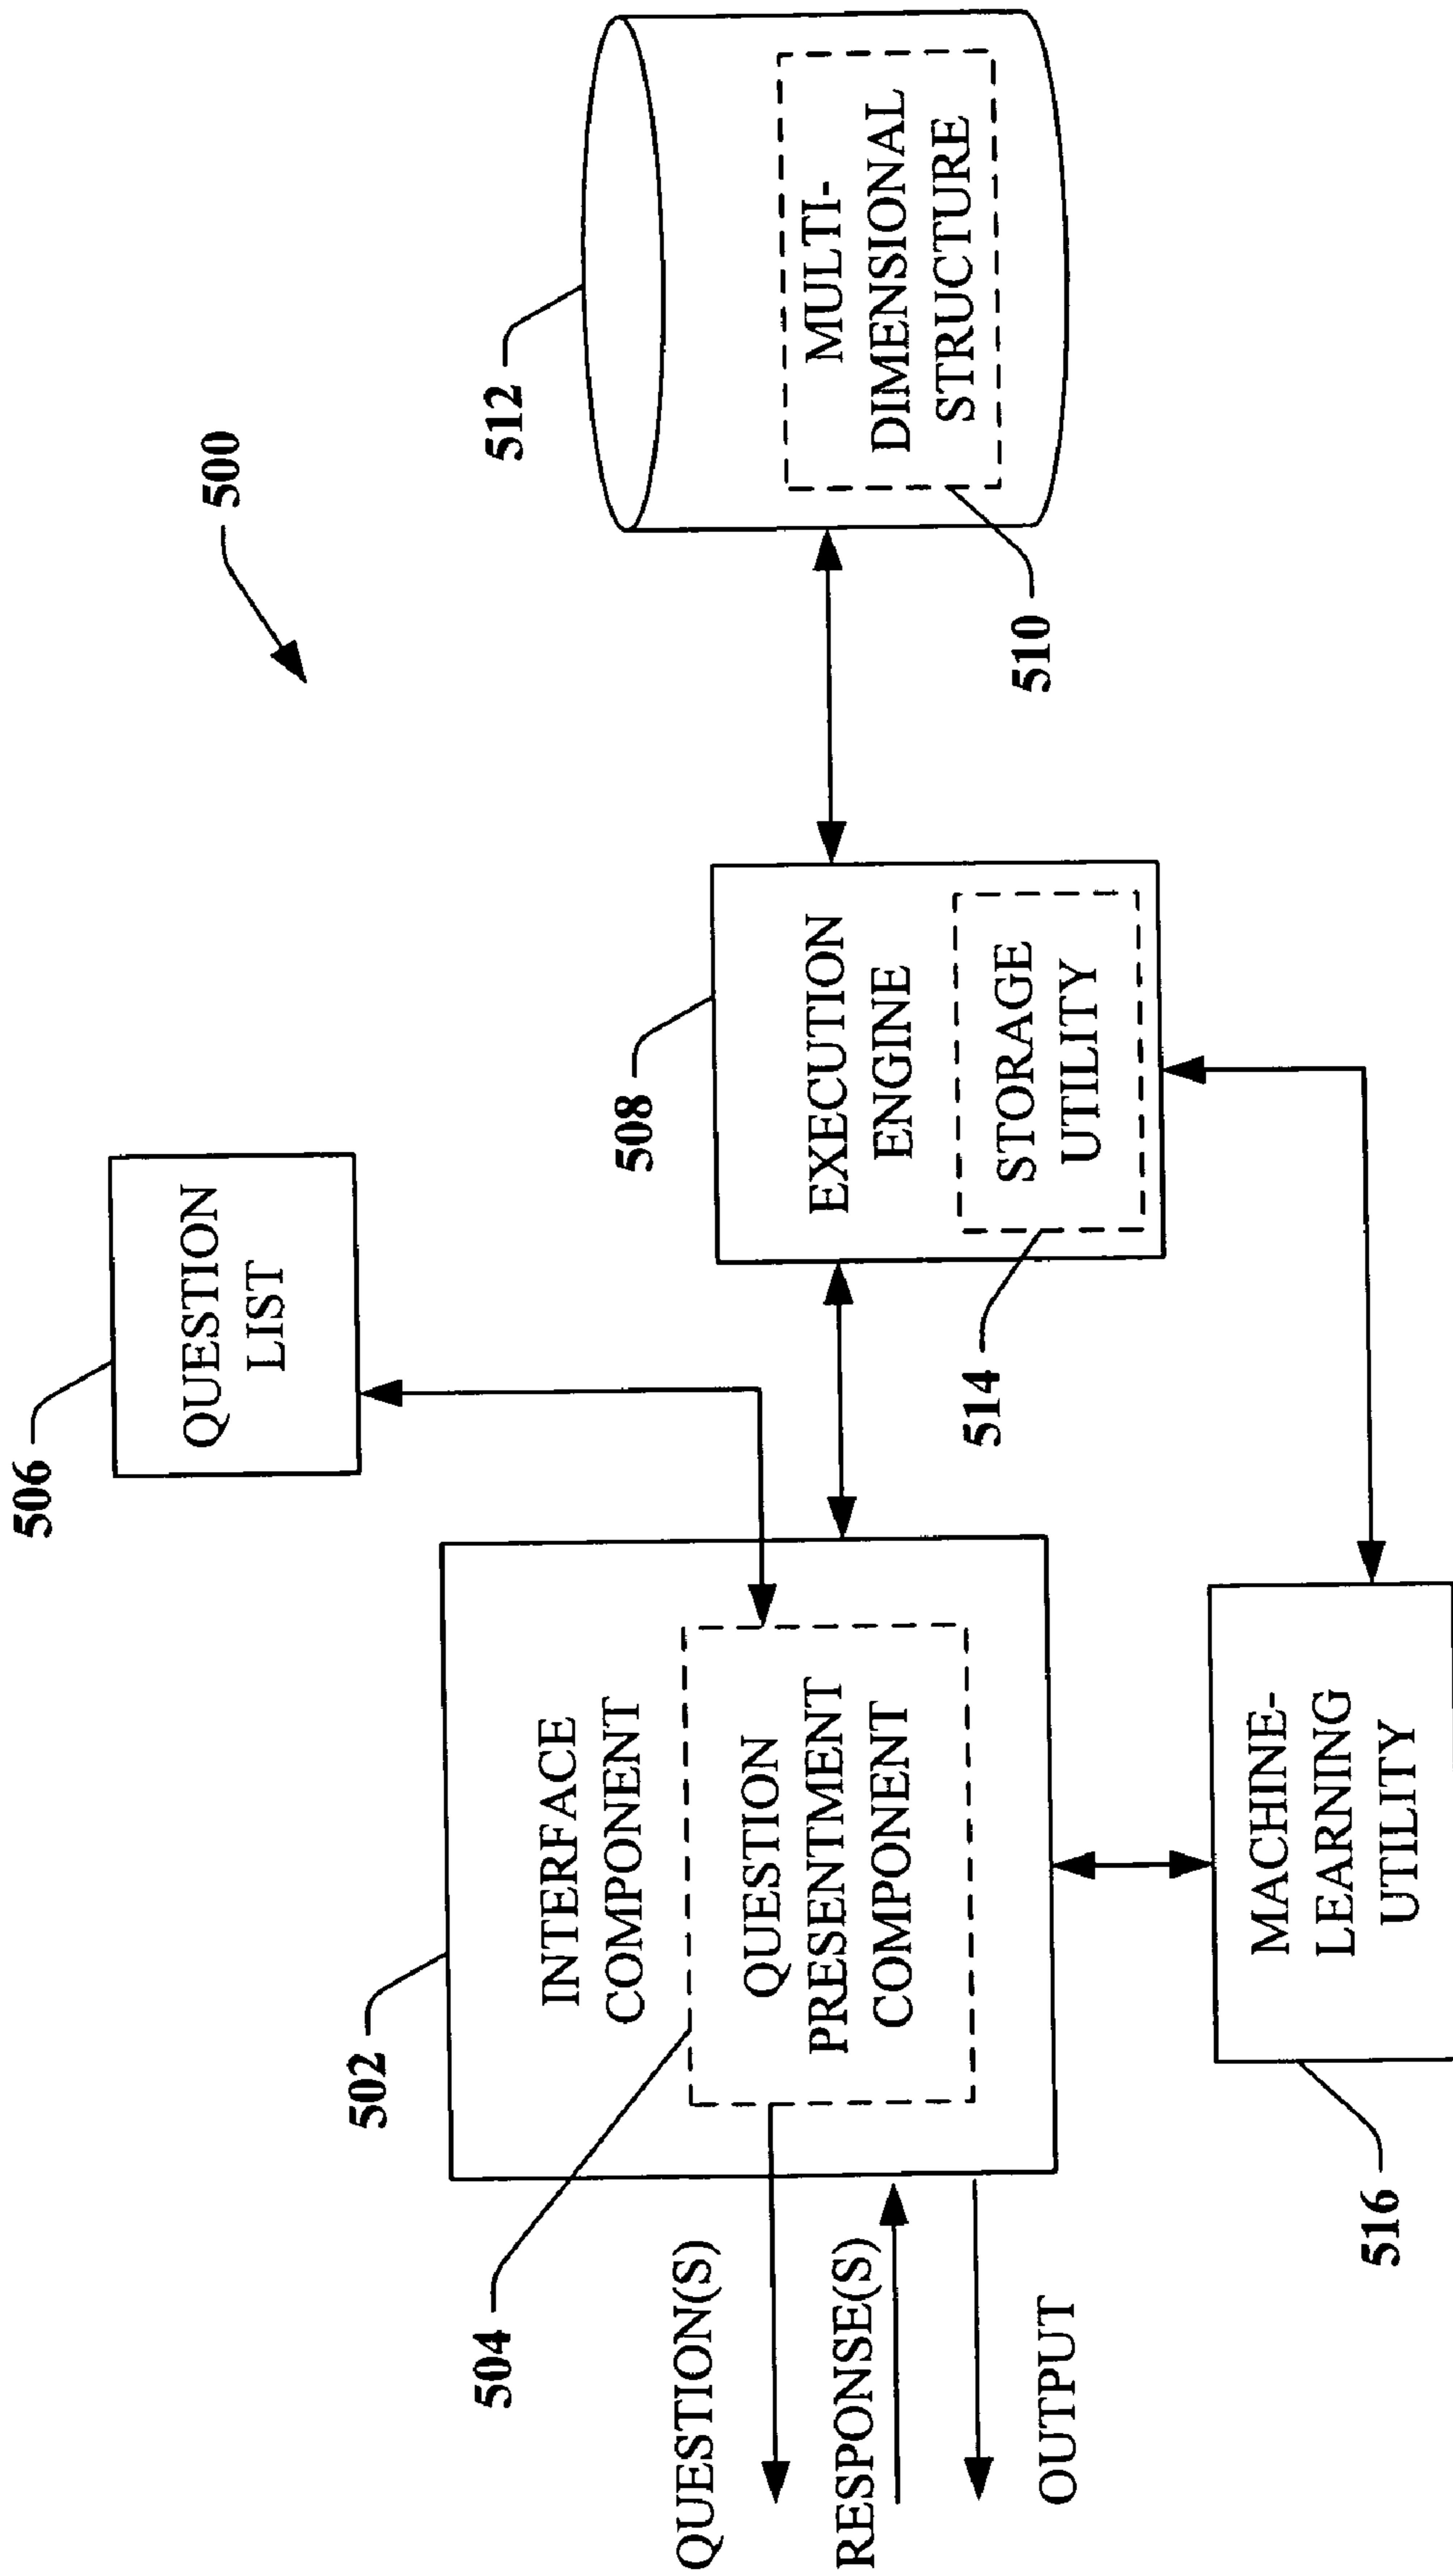 500
506
QUESTION
LIST
502
INTERFACE
COMPONENT
504
QUESTION
PRESENTMENT
COMPONENT
QUESTION(S)
RESPONSE(S)
OUTPUT
508
EXECUTION
ENGINE
514
STORAGE
UTILITY
512
MULTI-
DIMENSIONAL
STRUCTURE
510
MACHINE-
LEARNING
UTILITY
516